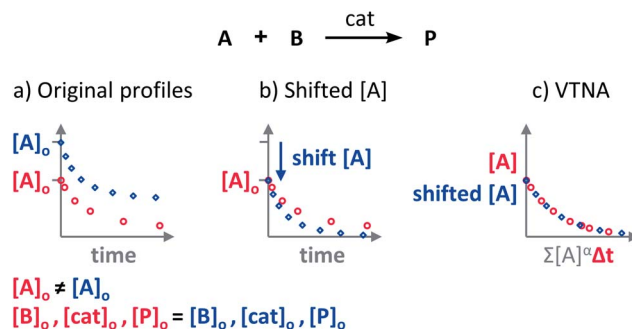 cat
A + B → P
a) Original profiles b) Shifted [A] c) VTNA
[A]o
[A]o
time
shift [A]
[A]o
time
[A]
shifted [A]
Σ[A]αΔt
[A]o ≠ [A]o
[B]o, [cat]o, [P]o = [B]o, [cat]o, [P]o